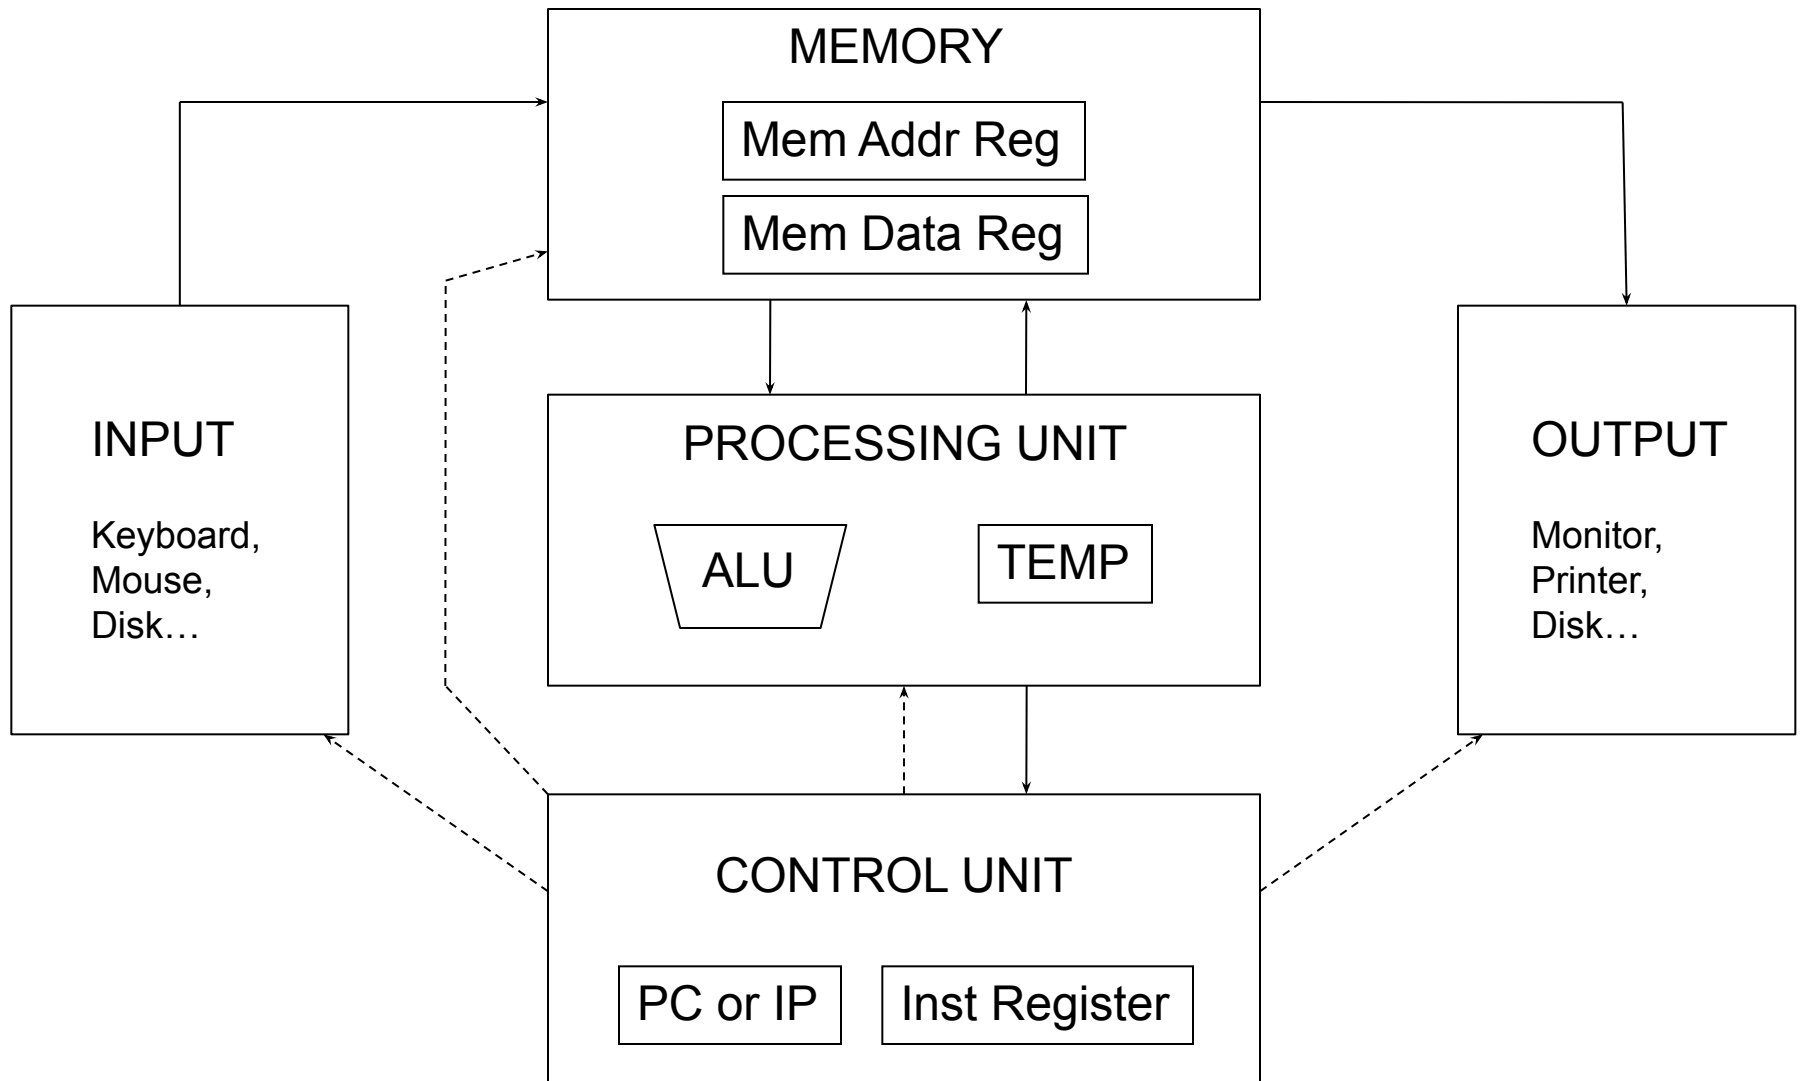 MEMORY
Mem Addr Reg
Mem Data Reg
INPUT
Keyboard,
Mouse,
Disk…
PROCESSING UNIT
ALU
TEMP
OUTPUT
Monitor,
Printer,
Disk…
CONTROL UNIT
PC or IP
Inst Register